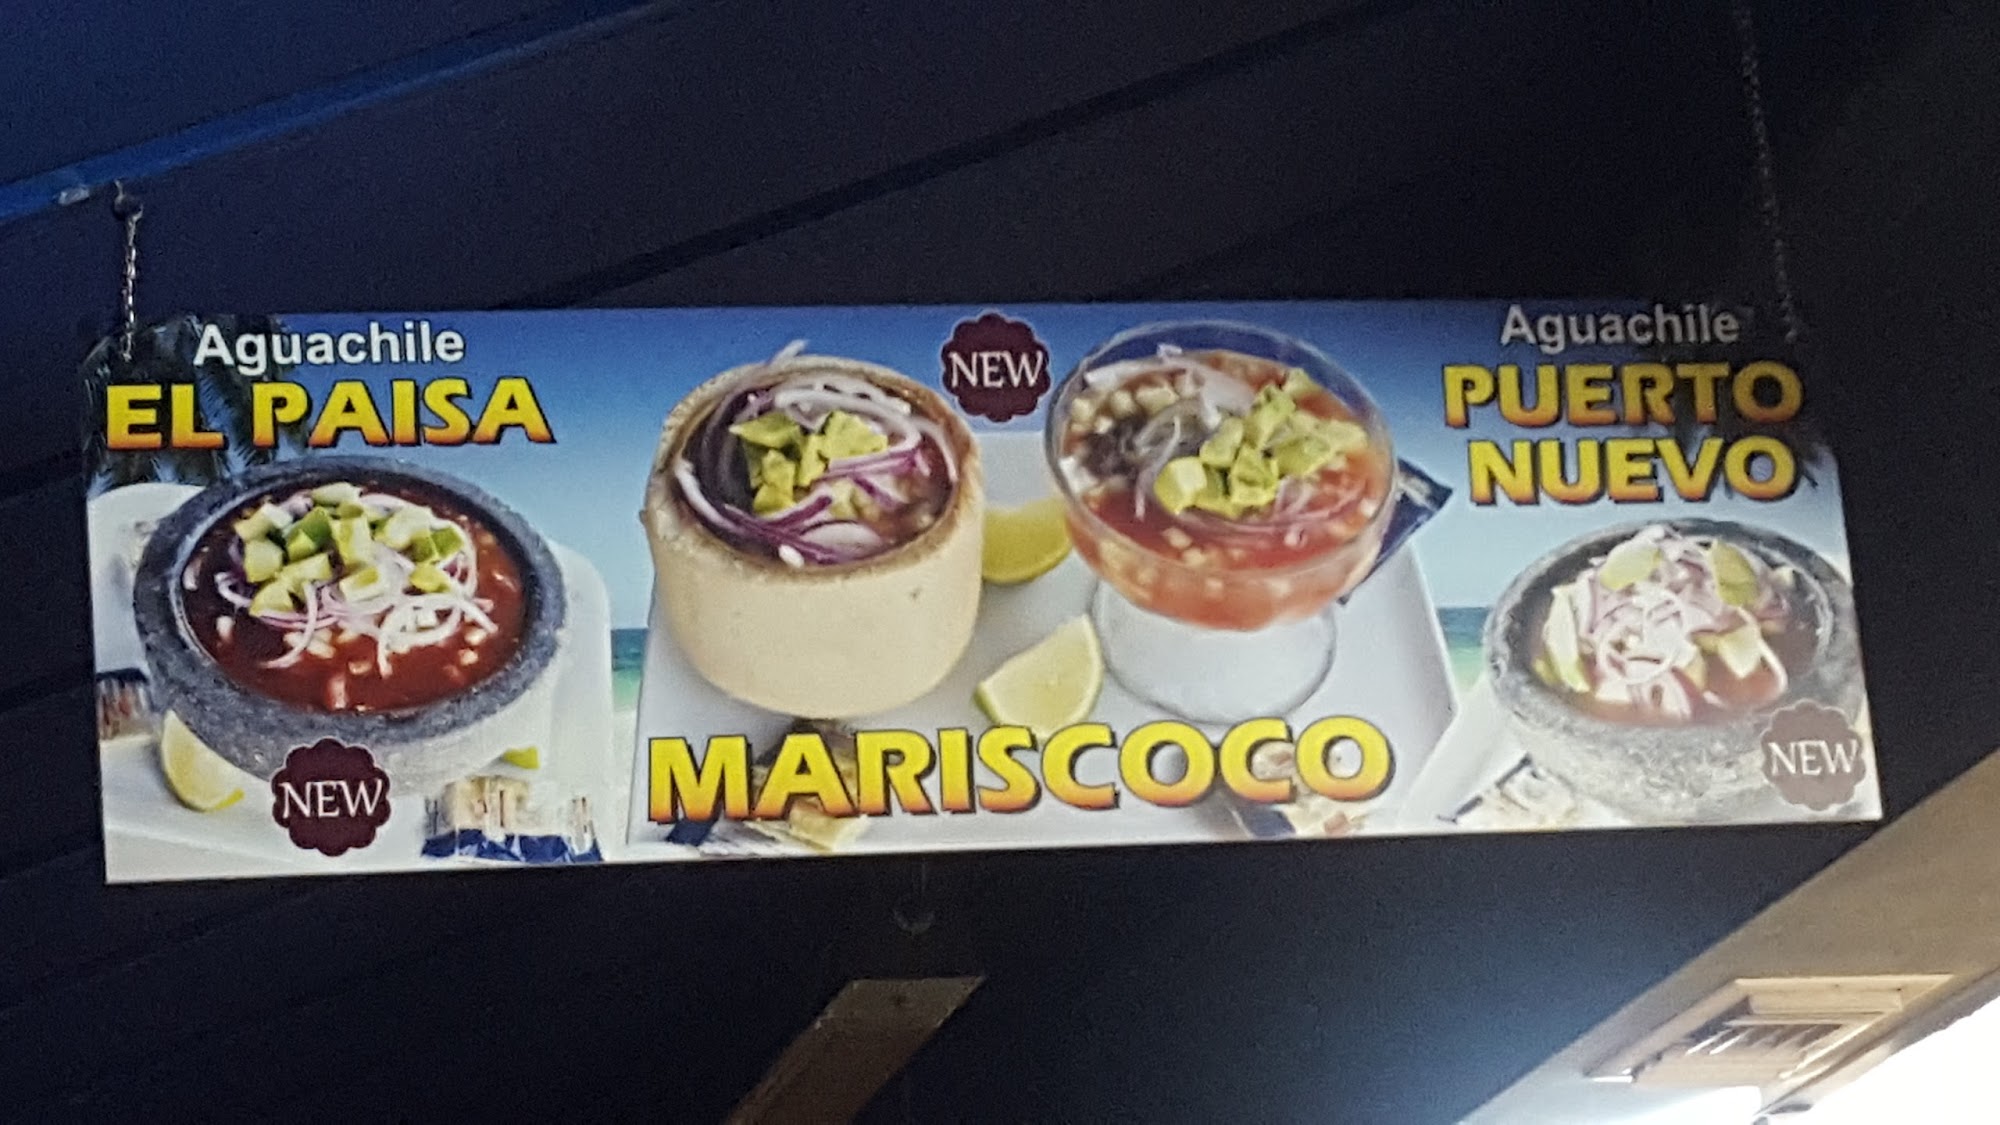 Aguachile
EL PAISA
NEW
NEW
MARISCOCO
Aguachile
PUERTO
NUEVO
NEW